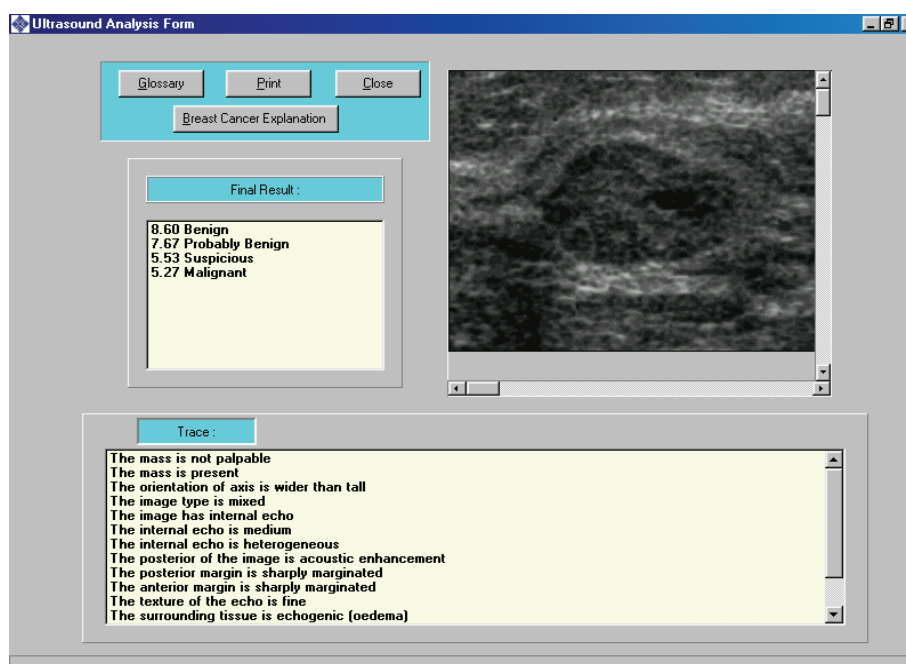 Ultrasound Analysis Form
Glossary Print Close
Breast Cancer Explanation
Final Result :
8.60 Benign
7.67 Probably Benign
5.53 Suspicious
5.27 Malignant
Trace :
The mass is not palpable
The mass is present
The orientation of axis is wider than tall
The image type is mixed
The image has internal echo
The internal echo is medium
The internal echo is heterogeneous
The posterior of the image is acoustic enhancement
The posterior margin is sharply marginated
The anterior margin is sharply marginated
The texture of the echo is fine
The surrounding tissue is echogenic (oedema)